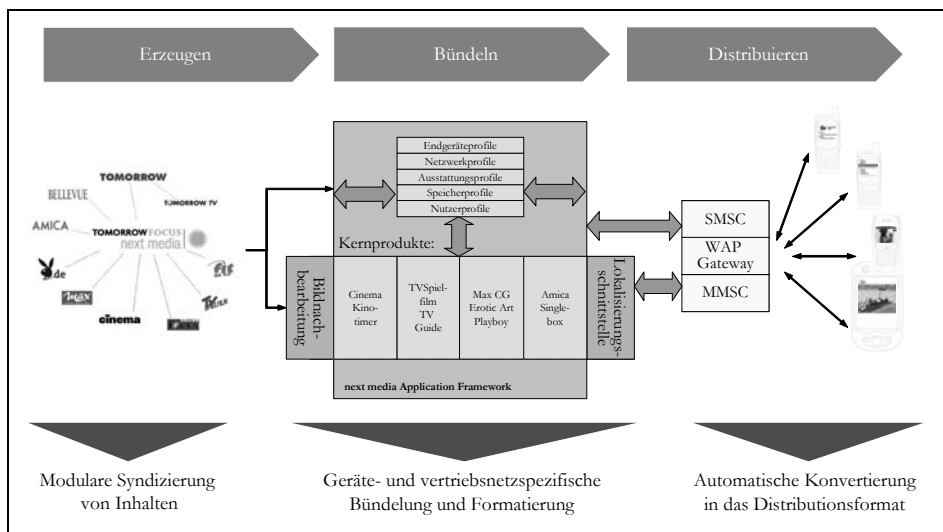 Erzeugen
Bündeln
Distribuieren
TOMORROW
BELLEVUE
TOMORROW TV
AMICA
TOMORROW FOCUS
next media
.de
max
cinema
Endgeräteprofile
Netzwerkprofile
Ausstattungsprofile
Speicherprofile
Nutzerprofile
Kernprodukte:
Bildnach-
bearbeitung
Cinema
Kino-
timer
TVSpiel-
film
TV
Guide
Max CG
Erotic Art
Playboy
Amica
Single-
box
Lokalisierungs-
schnittstelle
next media Application Framework
SMSC
WAP
Gateway
MMSC
Modulare Syndizierung
von Inhalten
Geräte- und vertriebsnetzspezifische
Bündelung und Formatierung
Automatische Konvertierung
in das Distributionsformat